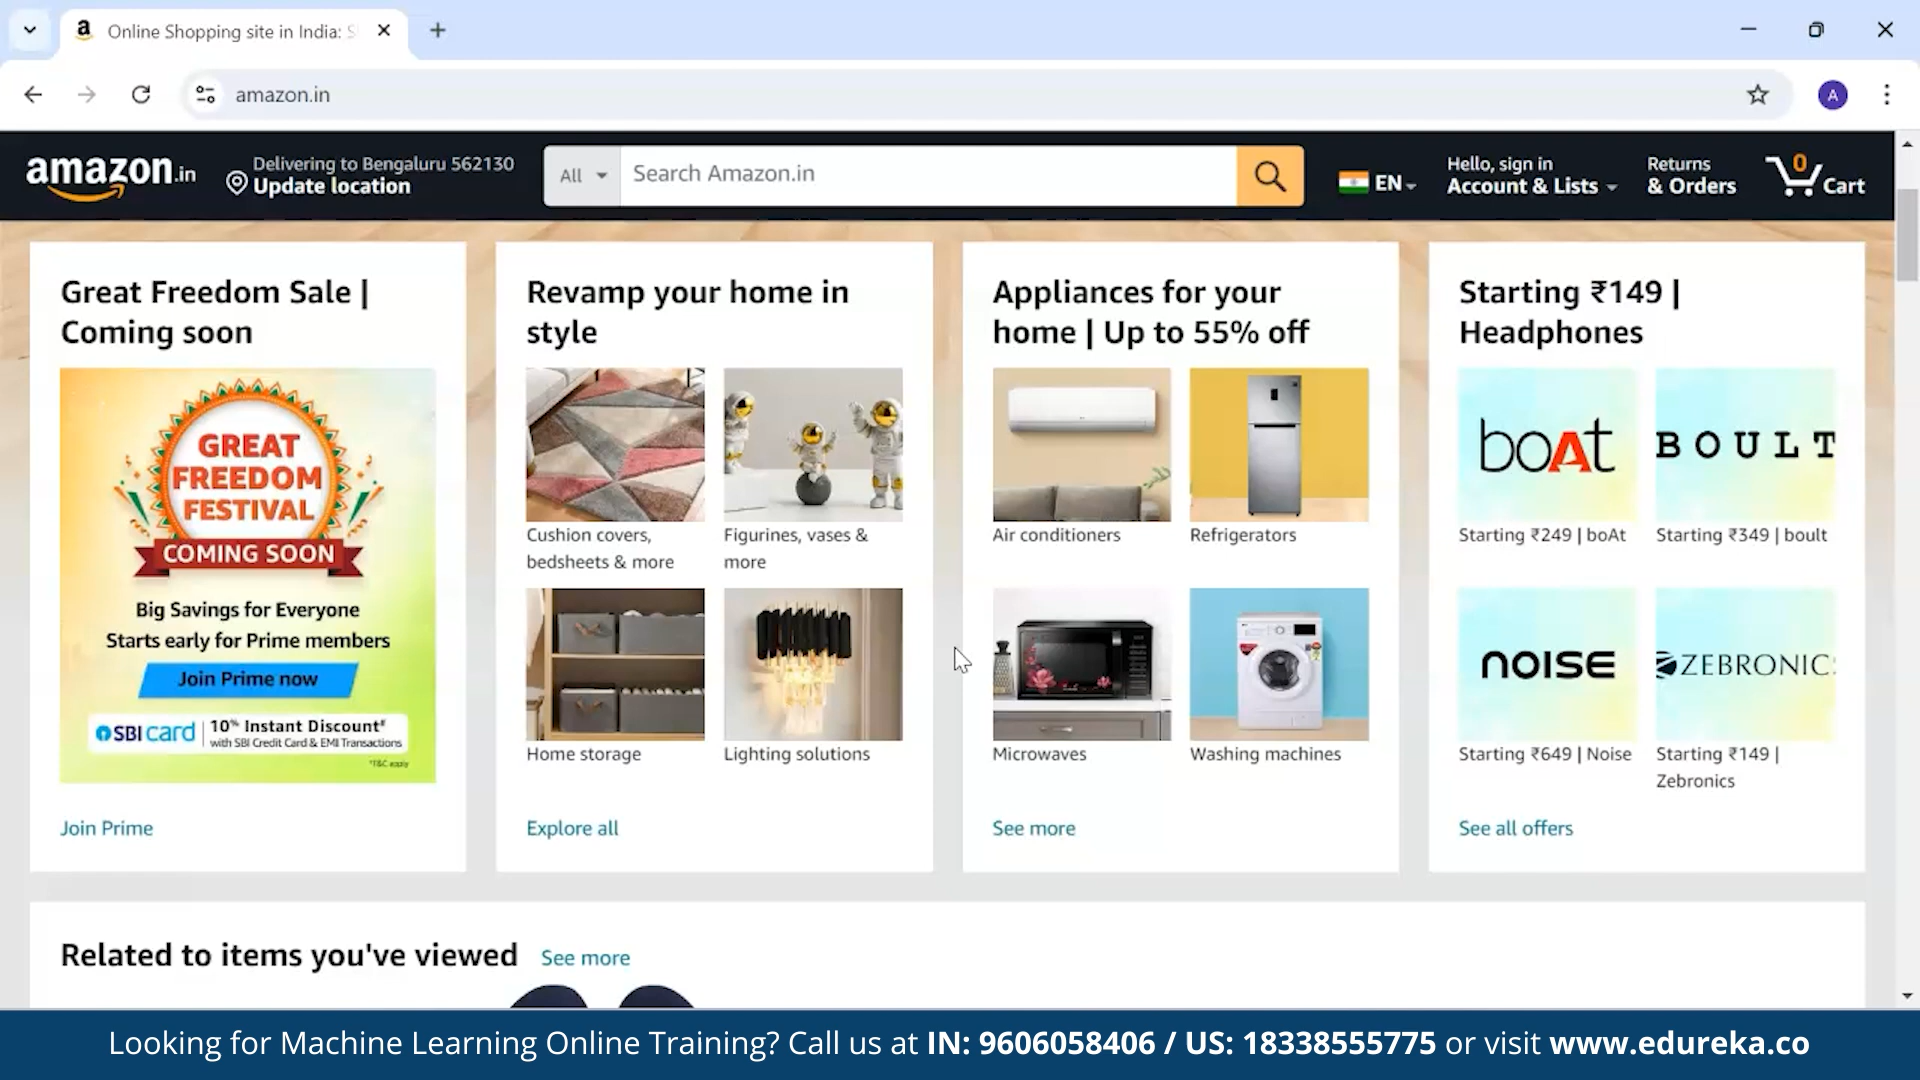 Online Shopping site in India: S
amazon.in
amazon.in
Delivering to Bengaluru 562130
Update location
All
Search Amazon.in
EN
Hello, sign in
Account & Lists
Returns
& Orders
0
Cart
A
Great Freedom Sale |
Coming soon
GREAT
FREEDOM
FESTIVAL
COMING SOON
Big Savings for Everyone
Starts early for Prime members
Join Prime now
SBI card
10% Instant Discount*
with SBI Credit Card & EMI Transactions
*T&C apply
Join Prime
Revamp your home in
style
Cushion covers,
bedsheets & more
Figurines, vases &
more
Home storage
Lighting solutions
Explore all
Appliances for your
home | Up to 55% off
Air conditioners
Refrigerators
Microwaves
Washing machines
See more
Starting ₹149 |
Headphones
boAt
BOULT
Starting ₹249 | boAt
Starting ₹349 | boult
noise
ZEBRONIC
Starting ₹649 | Noise
Starting ₹149 |
Zebronics
See all offers
Related to items you've viewed
See more
Looking for Machine Learning Online Training? Call us at IN: 9606058406 / US: 18338555775 or visit www.edureka.co